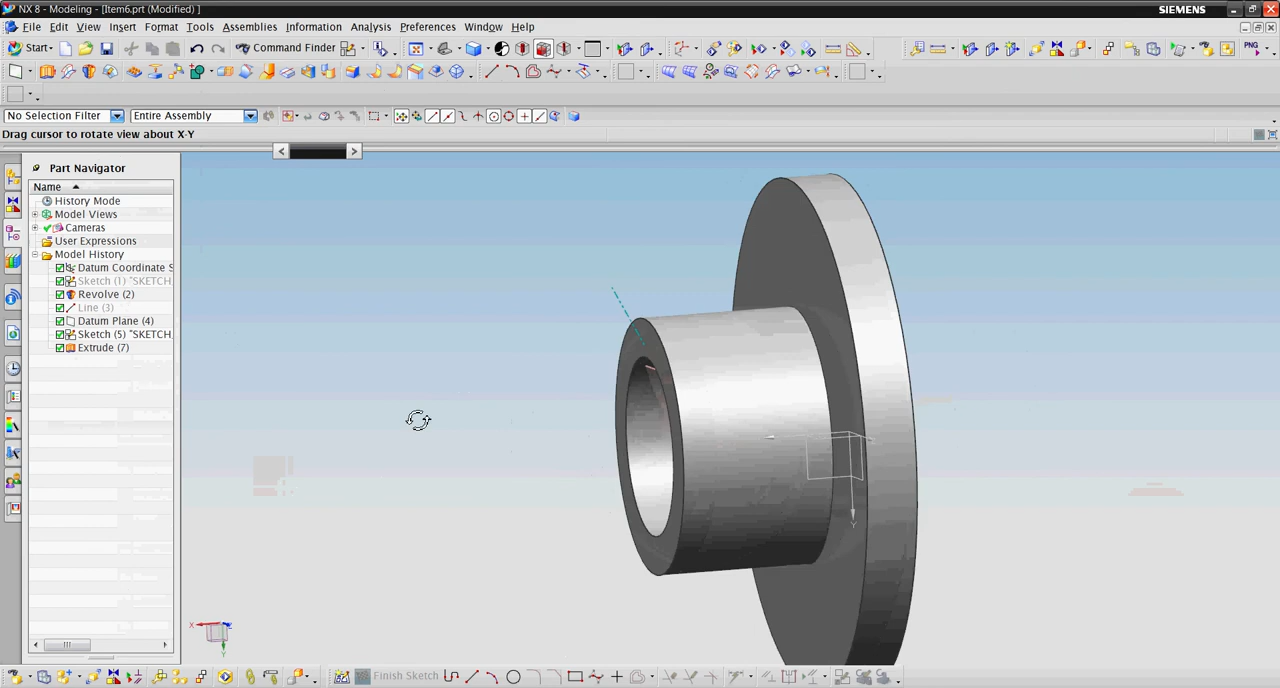 NX 8 - Modeling - [Item6.prt (Modified) ]
SIEMENS
File Edit View Insert Format Tools Assemblies Information Analysis Preferences Window Help
Start Command Finder PNG
No Selection Filter Entire Assembly
Drag cursor to rotate view about X-Y
Part Navigator
Name
History Mode
Model Views
Cameras
User Expressions
Model History
Datum Coordinate S
Sketch (1) "SKETCH
Revolve (2)
Line (3)
Datum Plane (4)
Sketch (5) "SKETCH_
Extrude (7)
Y
X
Y
Finish Sketch